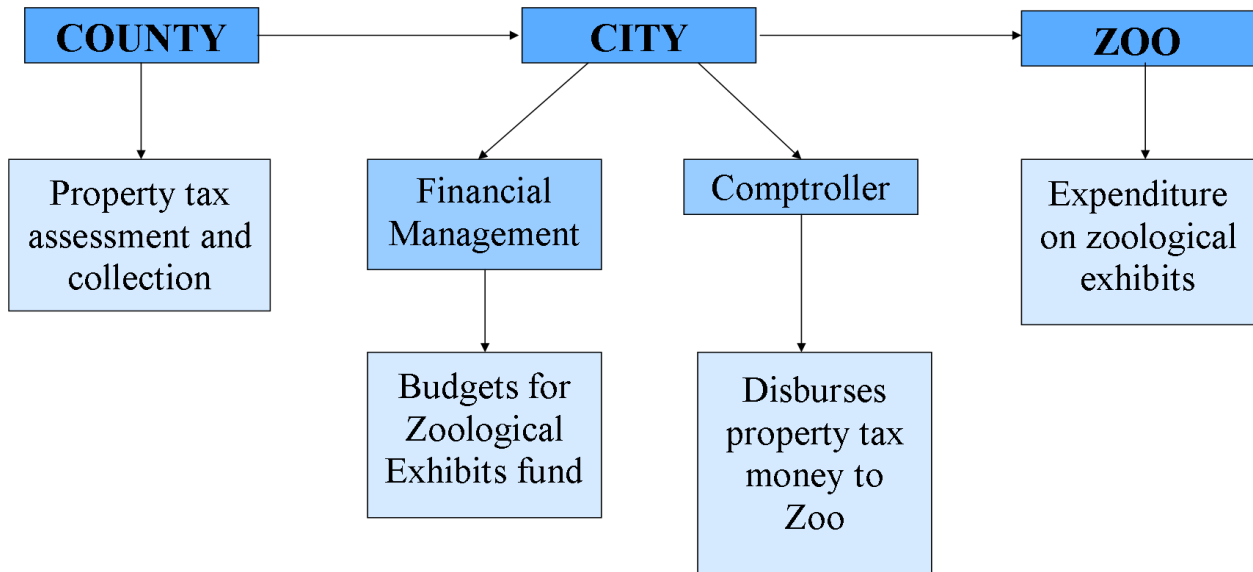 COUNTY
CITY
ZOO
Property tax
assessment and
collection
Financial
Management
Comptroller
Expenditure
on zoological
exhibits
Budgets for
Zoological
Exhibits fund
Disburses
property tax
money to
Zoo